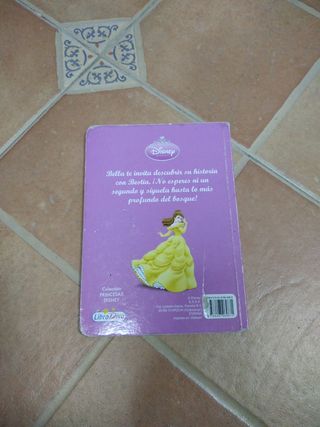 Disney
Bella te invita descubrir su historia
con Bestia. ¡No esperes ni un
segundo y síguela hasta lo más
profundo del bosque!
Colección
PRINCESAS
DISNEY
Libro Divo
© Disney